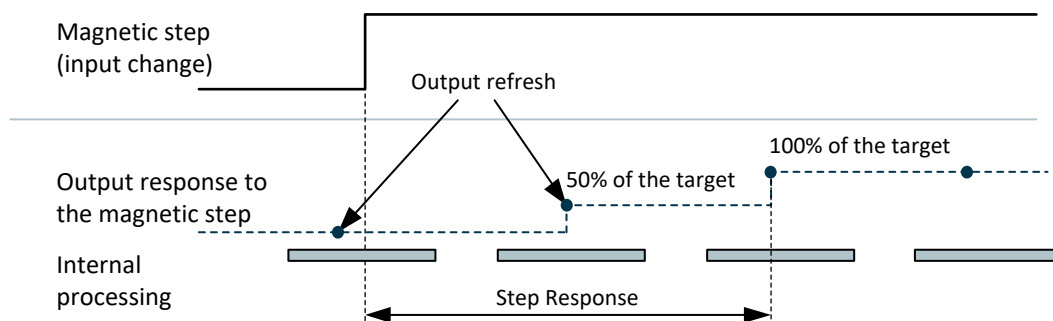 Magnetic step
(input change)
Output refresh
100% of the target
50% of the target
Output response to
the magnetic step
Internal
processing
Step Response